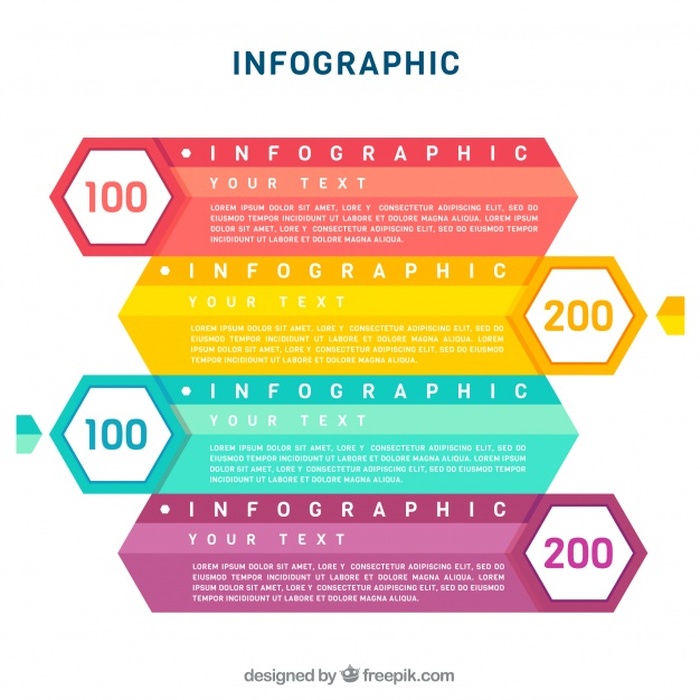 INFOGRAPHIC
100
INFOGRAPHIC
YOUR TEXT
LOREM IPSUM DOLOR SIT AMET, LORE Y CONSECTETUR ADIPISCING ELIT, SED DO
EIUSMOD TEMPOR INCIDIDUNT UT LABORE ET DOLORE MAGNA ALIQUA. LOREM
IPSUM DOLOR SIT AMET, CONSECTETUR ADIPISCING ELIT, SED DO EIUSMOD TEMPOR
INCIDIDUNT UT LABORE ET DOLORE MAGNA ALIQUA.
INFOGRAPHIC
YOUR TEXT
LOREM IPSUM DOLOR SIT AMET, LORE Y CONSECTETUR ADIPISCING ELIT, SED DO
EIUSMOD TEMPOR INCIDIDUNT UT LABORE ET DOLORE MAGNA ALIQUA. LOREM
IPSUM DOLOR SIT AMET, CONSECTETUR ADIPISCING ELIT, SED DO EIUSMOD TEMPOR
INCIDIDUNT UT LABORE ET DOLORE MAGNA ALIQUA.
200
100
INFOGRAPHIC
YOUR TEXT
LOREM IPSUM DOLOR SIT AMET, LORE Y CONSECTETUR ADIPISCING ELIT, SED DO
EIUSMOD TEMPOR INCIDIDUNT UT LABORE ET DOLORE MAGNA ALIQUA. LOREM
IPSUM DOLOR SIT AMET, CONSECTETUR ADIPISCING ELIT, SED DO EIUSMOD TEMPOR
INCIDIDUNT UT LABORE ET DOLORE MAGNA ALIQUA.
INFOGRAPHIC
YOUR TEXT
LOREM IPSUM DOLOR SIT AMET, LORE Y CONSECTETUR ADIPISCING ELIT, SED DO
EIUSMOD TEMPOR INCIDIDUNT UT LABORE ET DOLORE MAGNA ALIQUA. LOREM
IPSUM DOLOR SIT AMET, CONSECTETUR ADIPISCING ELIT, SED DO EIUSMOD TEMPOR
INCIDIDUNT UT LABORE ET DOLORE MAGNA ALIQUA.
200
designed by freepik.com